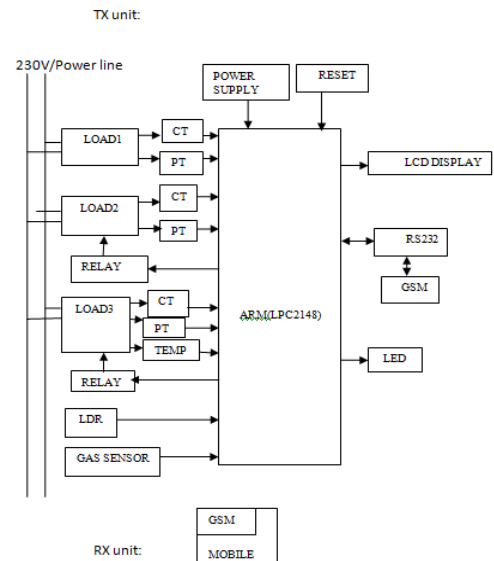 TX unit:
230V/Power line
POWER
SUPPLY
RESET
LOAD1
CT
PT
LCD DISPLAY
LOAD2
CT
PT
RELAY
RS232
GSM
LOAD3
CT
PT
TEMP
RELAY
ARM(LPC2148)
LED
LDR
GAS SENSOR
RX unit:
GSM
MOBILE